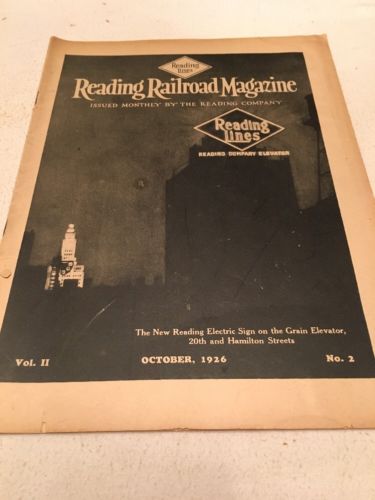 Reading
Lines
Reading Railroad Magazine
ISSUED MONTHLY BY THE READING COMPANY
Reading
Lines
READING COMPANY ELEVATOR
The New Reading Electric Sign on the Grain Elevator,
20th and Hamilton Streets
Vol. II OCTOBER, 1926 No. 2